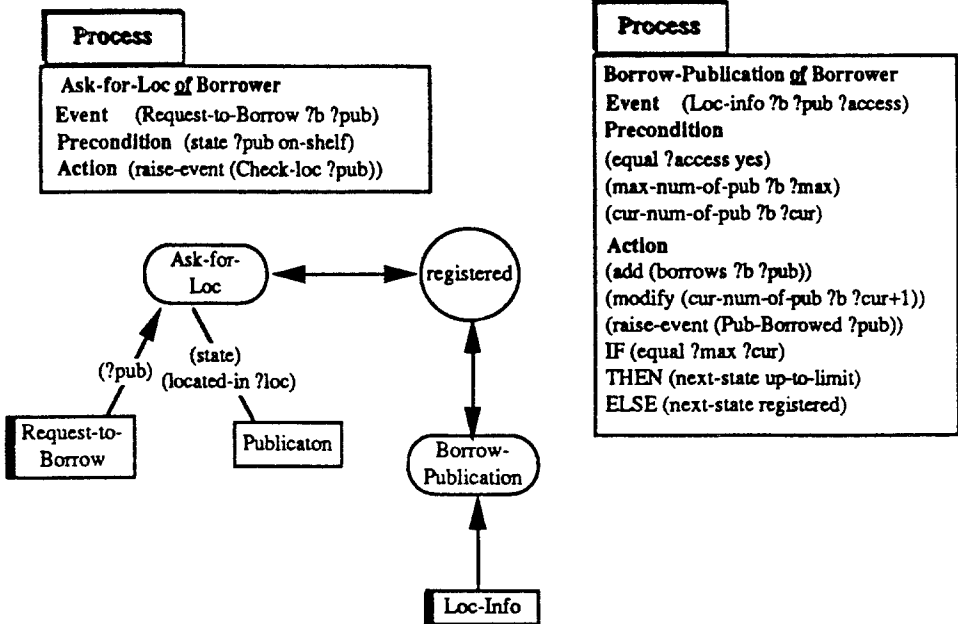 Process
Ask-for-Loc of Borrower
Event (Request-to-Borrow ?b ?pub)
Precondition (state ?pub on-shelf)
Action (raise-event (Check-loc ?pub))
Process
Borrow-Publication of Borrower
Event (Loc-info ?b ?pub ?access)
Precondition
(equal ?access yes)
(max-num-of-pub ?b ?max)
(cur-num-of-pub ?b ?cur)
Action
(add (borrows ?b ?pub))
(modify (cur-num-of-pub ?b ?cur+1))
(raise-event (Pub-Borrowed ?pub))
IF (equal ?max ?cur)
THEN (next-state up-to-limit)
ELSE (next-state registered)
Ask-for-
Loc
registered
(?pub)
(state)
(located-in ?loc)
Request-to-
Borrow
Publicaton
Borrow-
Publication
Loc-Info